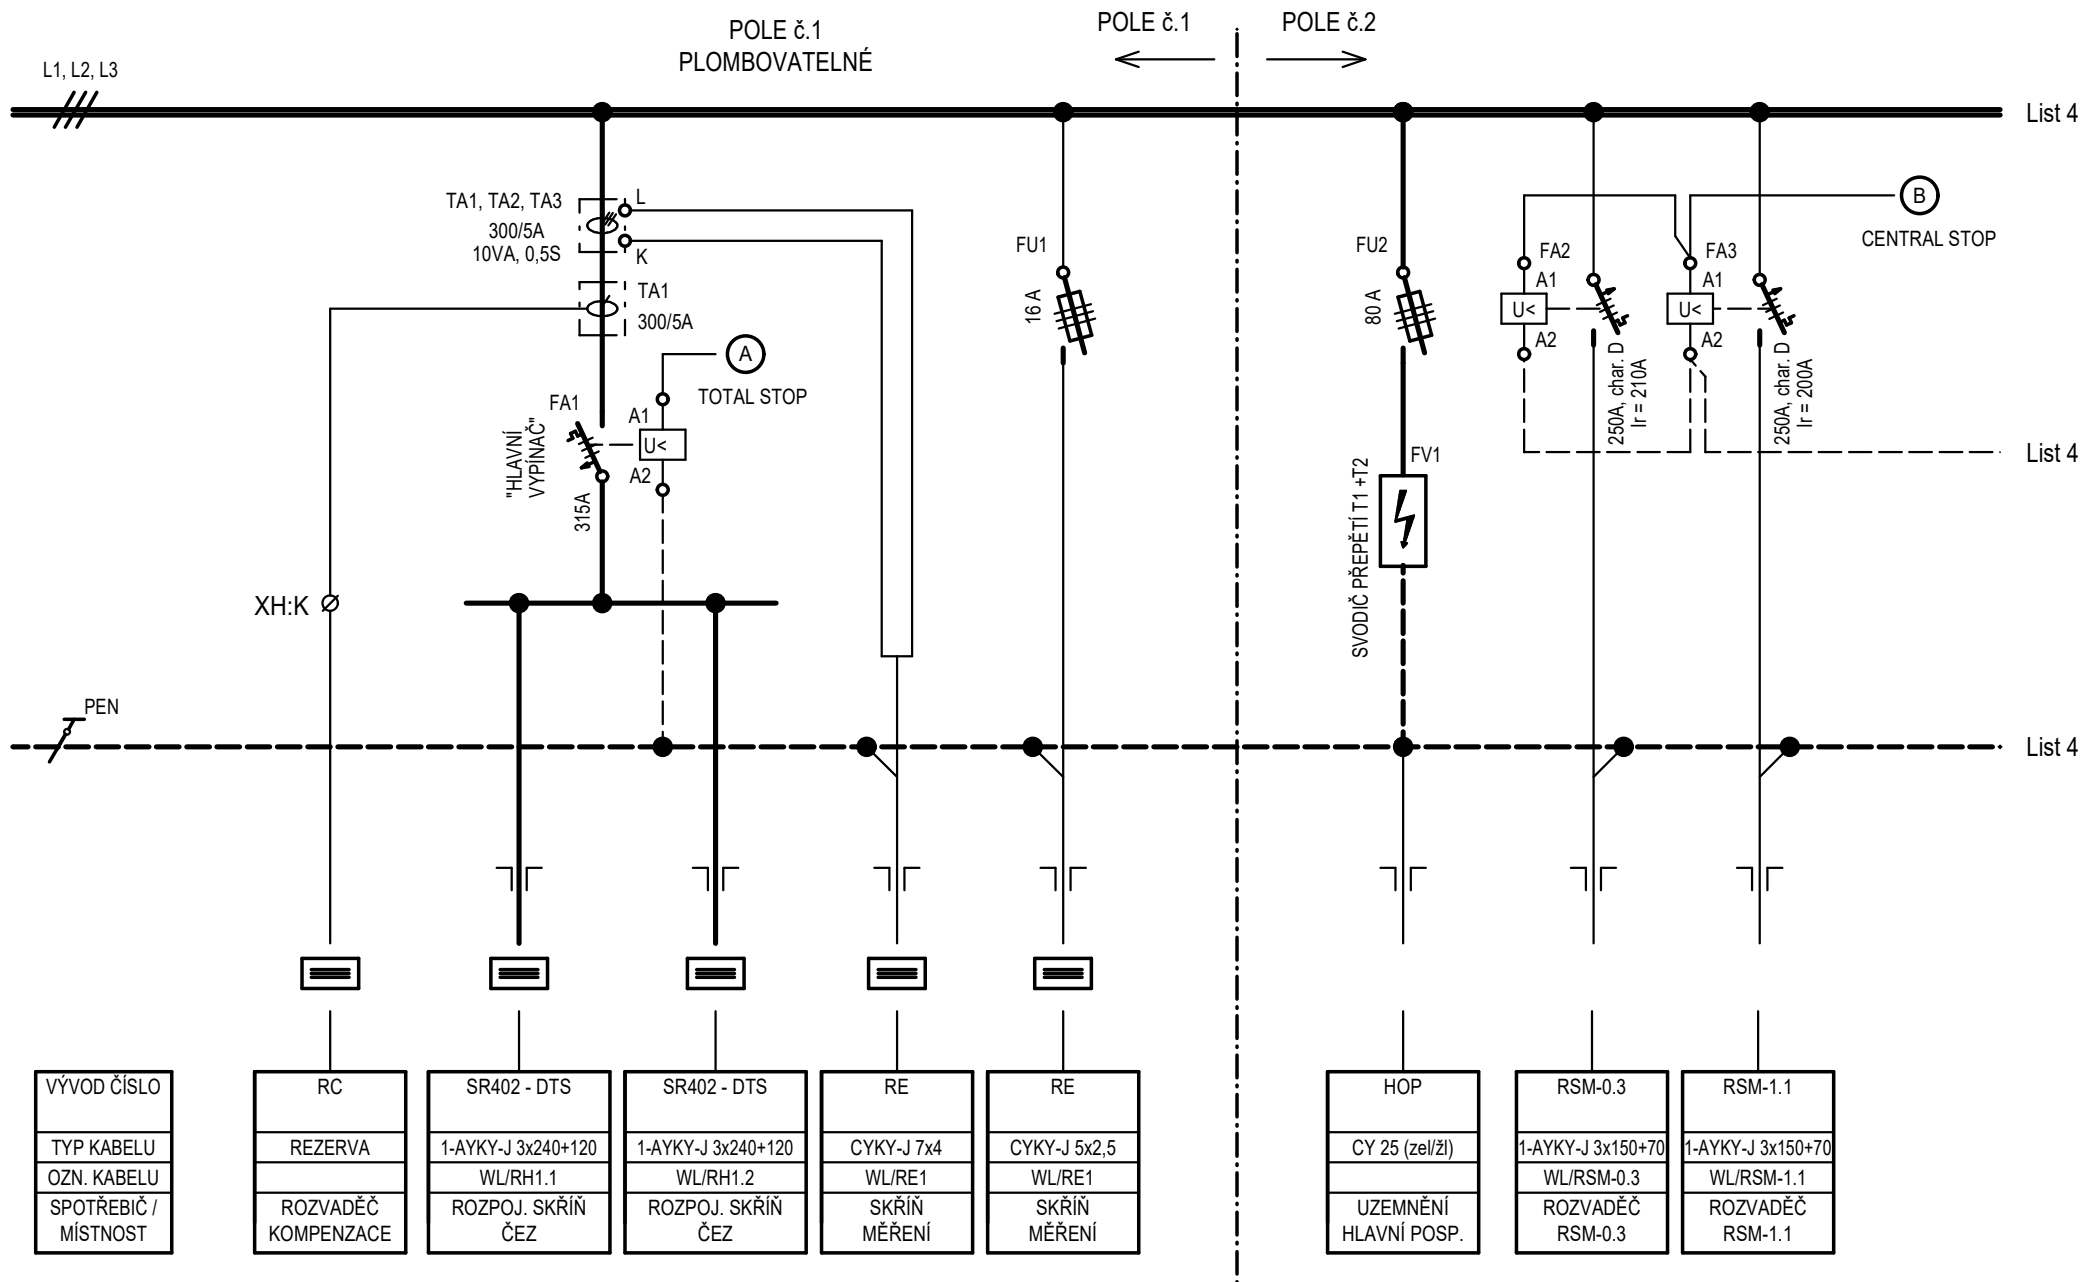 POLE č.1
PLOMBOVATELNÉ
POLE č.1
POLE č.2
L1, L2, L3
List 4
TA1, TA2, TA3
300/5A
10VA, 0,5S
L
K
TA1
300/5A
A
TOTAL STOP
FA1
"HLAVNÍ
VYPÍNAČ"
315A
A1
U<
A2
FU1
16 A
FU2
80 A
B
CENTRAL STOP
FA2
A1
U<
A2
250A, char. D
Ir = 210A
FA3
A1
U<
A2
250A, char. D
Ir = 200A
List 4
FV1
SVODIČ PŘEPĚTÍ T1 +T2
XH:K
PEN
List 4
VÝVOD ČÍSLO
TYP KABELU
OZN. KABELU
SPOTŘEBIČ /
MÍSTNOST
RC
REZERVA
ROZVADĚČ
KOMPENZACE
SR402 - DTS
1-AYKY-J 3x240+120
WL/RH1.1
ROZPOJ. SKŘÍŇ
ČEZ
SR402 - DTS
1-AYKY-J 3x240+120
WL/RH1.2
ROZPOJ. SKŘÍŇ
ČEZ
RE
CYKY-J 7x4
WL/RE1
SKŘÍŇ
MĚŘENÍ
RE
CYKY-J 5x2,5
WL/RE1
SKŘÍŇ
MĚŘENÍ
HOP
CY 25 (zel/žl)
UZEMNĚNÍ
HLAVNÍ POSP.
RSM-0.3
1-AYKY-J 3x150+70
WL/RSM-0.3
ROZVADĚČ
RSM-0.3
RSM-1.1
1-AYKY-J 3x150+70
WL/RSM-1.1
ROZVADĚČ
RSM-1.1